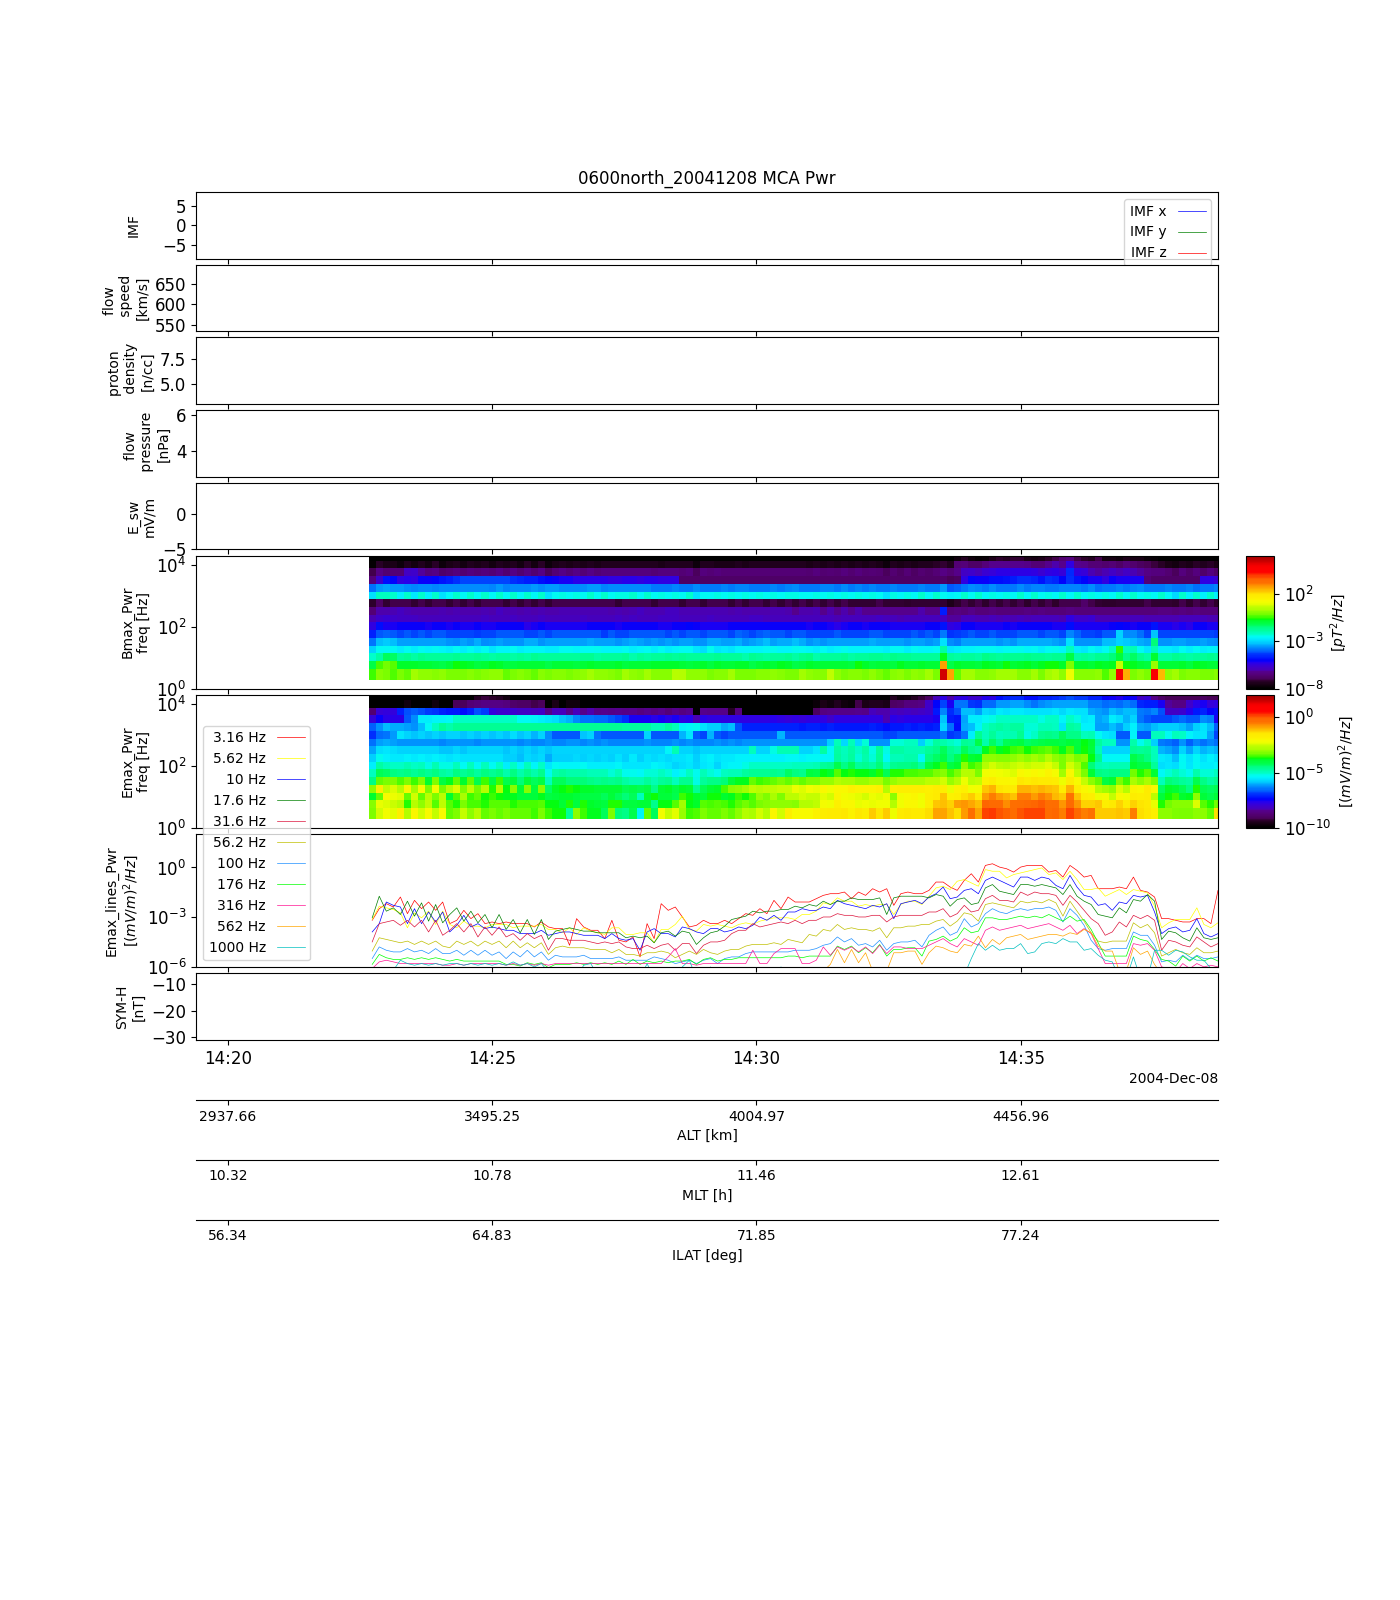 0600north_20041208 MCA Pwr
IMF
5
0
−5
IMF x
IMF y
IMF z
flow
speed
[km/s]
650
600
550
proton
density
[n/cc]
7.5
5.0
flow
pressure
[nPa]
6
4
E_sw
mV/m
0
−5
Bmax_Pwr
freq [Hz]
10^4
10^2
10^0
10^2
10^−3
10^−8
[pT^2/Hz]
Emax_Pwr
freq [Hz]
10^4
10^2
10^0
10^0
10^−5
10^−10
[(mV/m)^2/Hz]
3.16 Hz
5.62 Hz
10 Hz
17.6 Hz
31.6 Hz
56.2 Hz
100 Hz
176 Hz
316 Hz
562 Hz
1000 Hz
Emax_lines_Pwr
[(mV/m)^2/Hz]
10^0
10^−3
10^−6
SYM-H
[nT]
−10
−20
−30
14:20 14:25 14:30 14:35
2004-Dec-08
2937.66 3495.25 4004.97 4456.96
ALT [km]
10.32 10.78 11.46 12.61
MLT [h]
56.34 64.83 71.85 77.24
ILAT [deg]